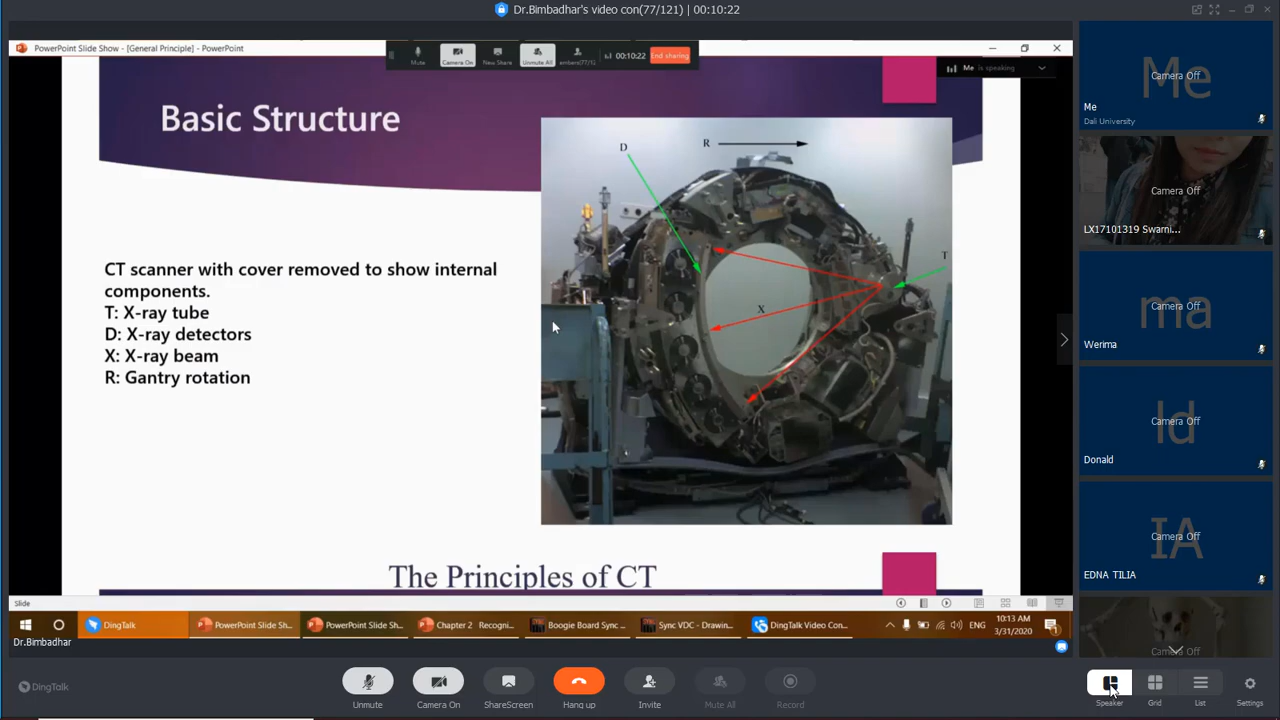 Dr.Bimbadhar's video con(77/121) | 00:10:22
PowerPoint Slide Show - [General Principle] - PowerPoint
Mute
Camera On
New Share
Unmute All
embers(77/12
00:10:22
End sharing
Me is speaking
Basic Structure
D
R
T
X
CT scanner with cover removed to show internal
components.
T: X-ray tube
D: X-ray detectors
X: X-ray beam
R: Gantry rotation
The Principles of CT
Slide
DingTalk
PowerPoint Slide Sh...
PowerPoint Slide Sh...
Chapter 2 Recogni...
Boogie Board Sync ...
Sync VDC - Drawin...
DingTalk Video Con...
ENG
10:13 AM
3/31/2020
1
Dr.Bimbadhar
Me
Camera Off
Me
Dali University
Camera Off
LX17101319 Swarni...
ma
Camera Off
Werima
ld
Camera Off
Donald
IA
Camera Off
EDNA TILIA
Camera Off
DingTalk
Unmute
Camera On
ShareScreen
Hang up
Invite
Mute All
Record
Speaker
Grid
List
Settings